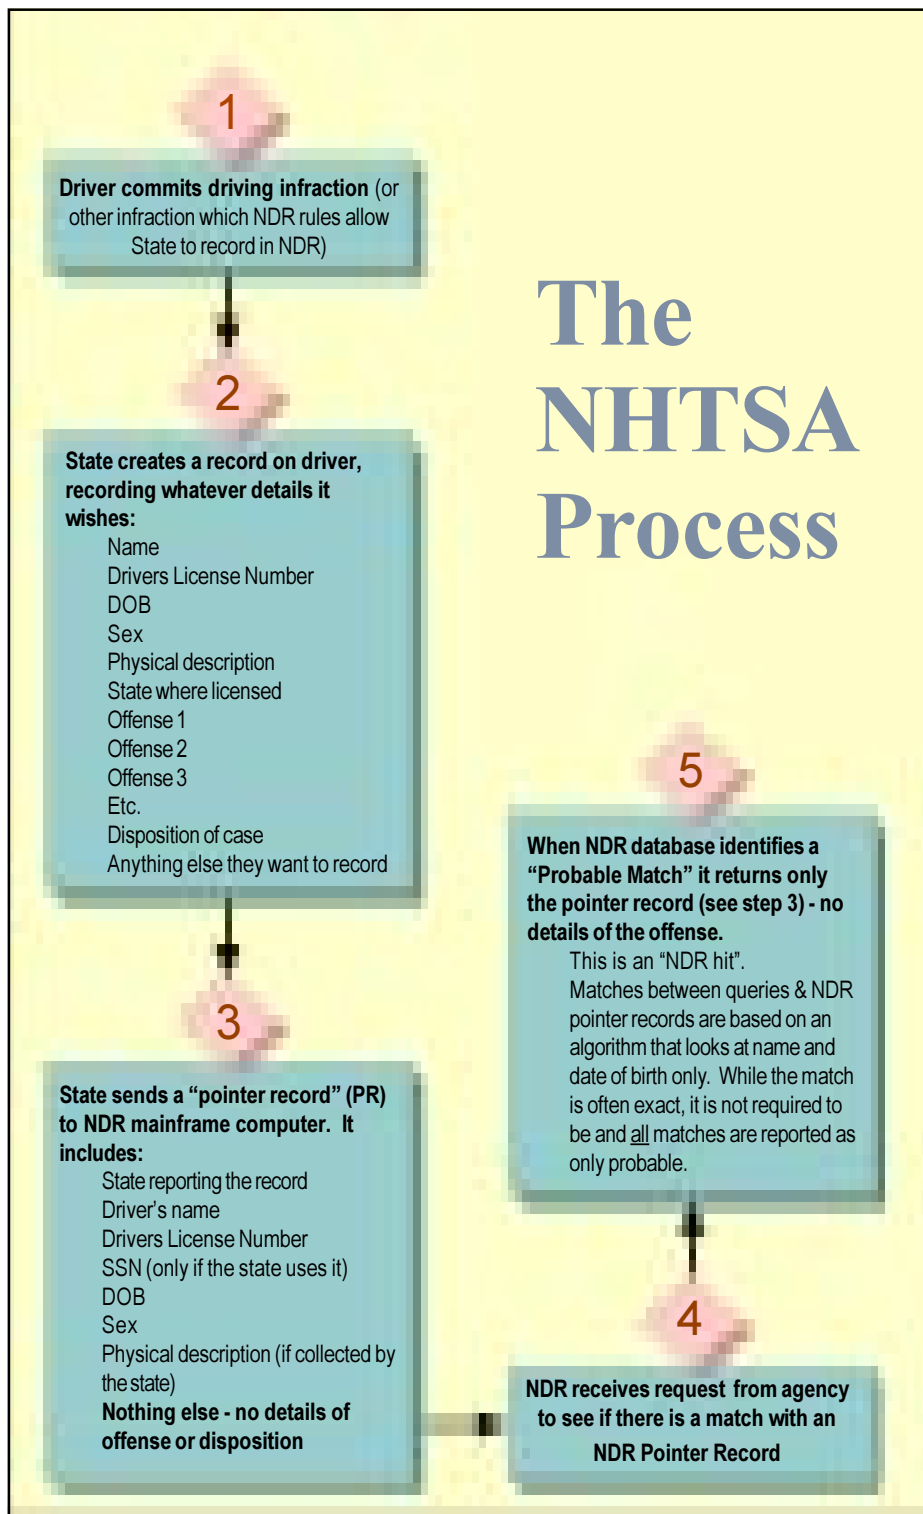 The
NHTSA
Process
1
Driver commits driving infraction (or
other infraction which NDR rules allow
State to record in NDR)
2
State creates a record on driver,
recording whatever details it
wishes:
Name
Drivers License Number
DOB
Sex
Physical description
State where licensed
Offense 1
Offense 2
Offense 3
Etc.
Disposition of case
Anything else they want to record
3
State sends a “pointer record” (PR)
to NDR mainframe computer.  It
includes:
State reporting the record
Driver’s name
Drivers License Number
SSN (only if the state uses it)
DOB
Sex
Physical description (if collected by
the state)
Nothing else - no details of
offense or disposition
4
NDR receives request from agency
to see if there is a match with an
NDR Pointer Record
5
When NDR database identifies a
“Probable Match” it returns only
the pointer record (see step 3) - no
details of the offense.
This is an “NDR hit”.
Matches between queries & NDR
pointer records are based on an
algorithm that looks at name and
date of birth only.  While the match
is often exact, it is not required to
be and all matches are reported as
only probable.